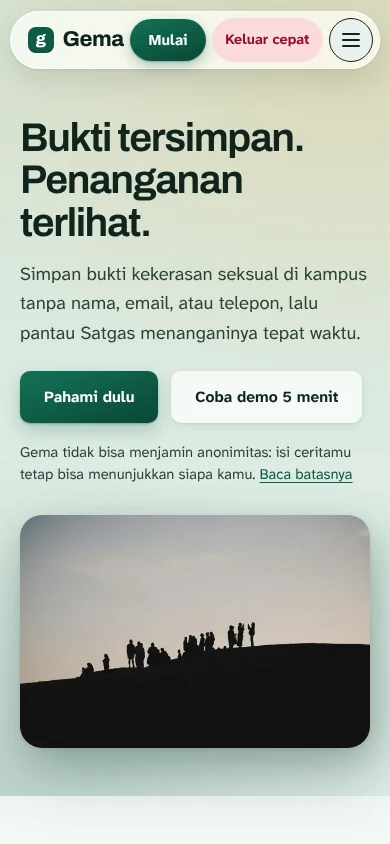 g Gema Mulai Keluar cepat
Bukti tersimpan.
Penanganan
terlihat.
Simpan bukti kekerasan seksual di kampus
tanpa nama, email, atau telepon, lalu
pantau Satgas menanganinya tepat waktu.
Pahami dulu Coba demo 5 menit
Gema tidak bisa menjamin anonimitas: isi ceritamu
tetap bisa menunjukkan siapa kamu. Baca batasnya